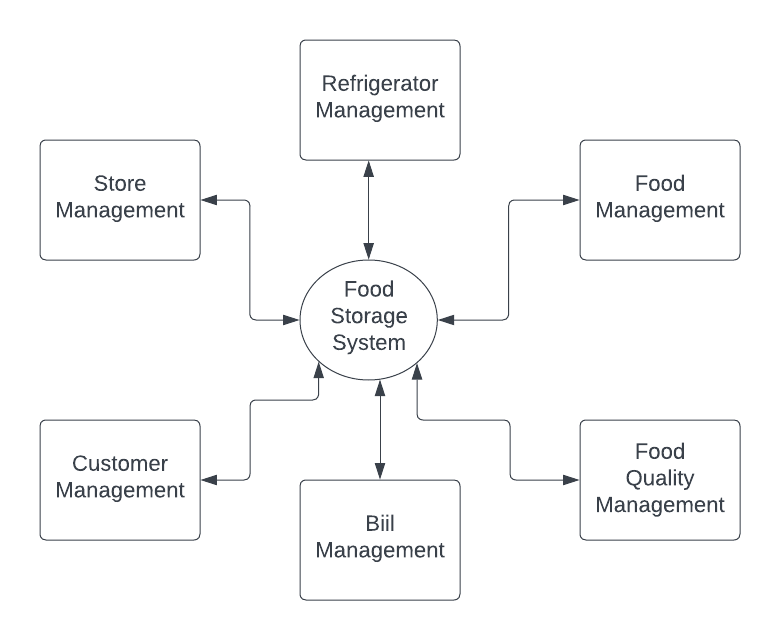 Refrigerator
Management
Store
Management
Food
Management
Food
Storage
System
Customer
Management
Biil
Management
Food
Quality
Management